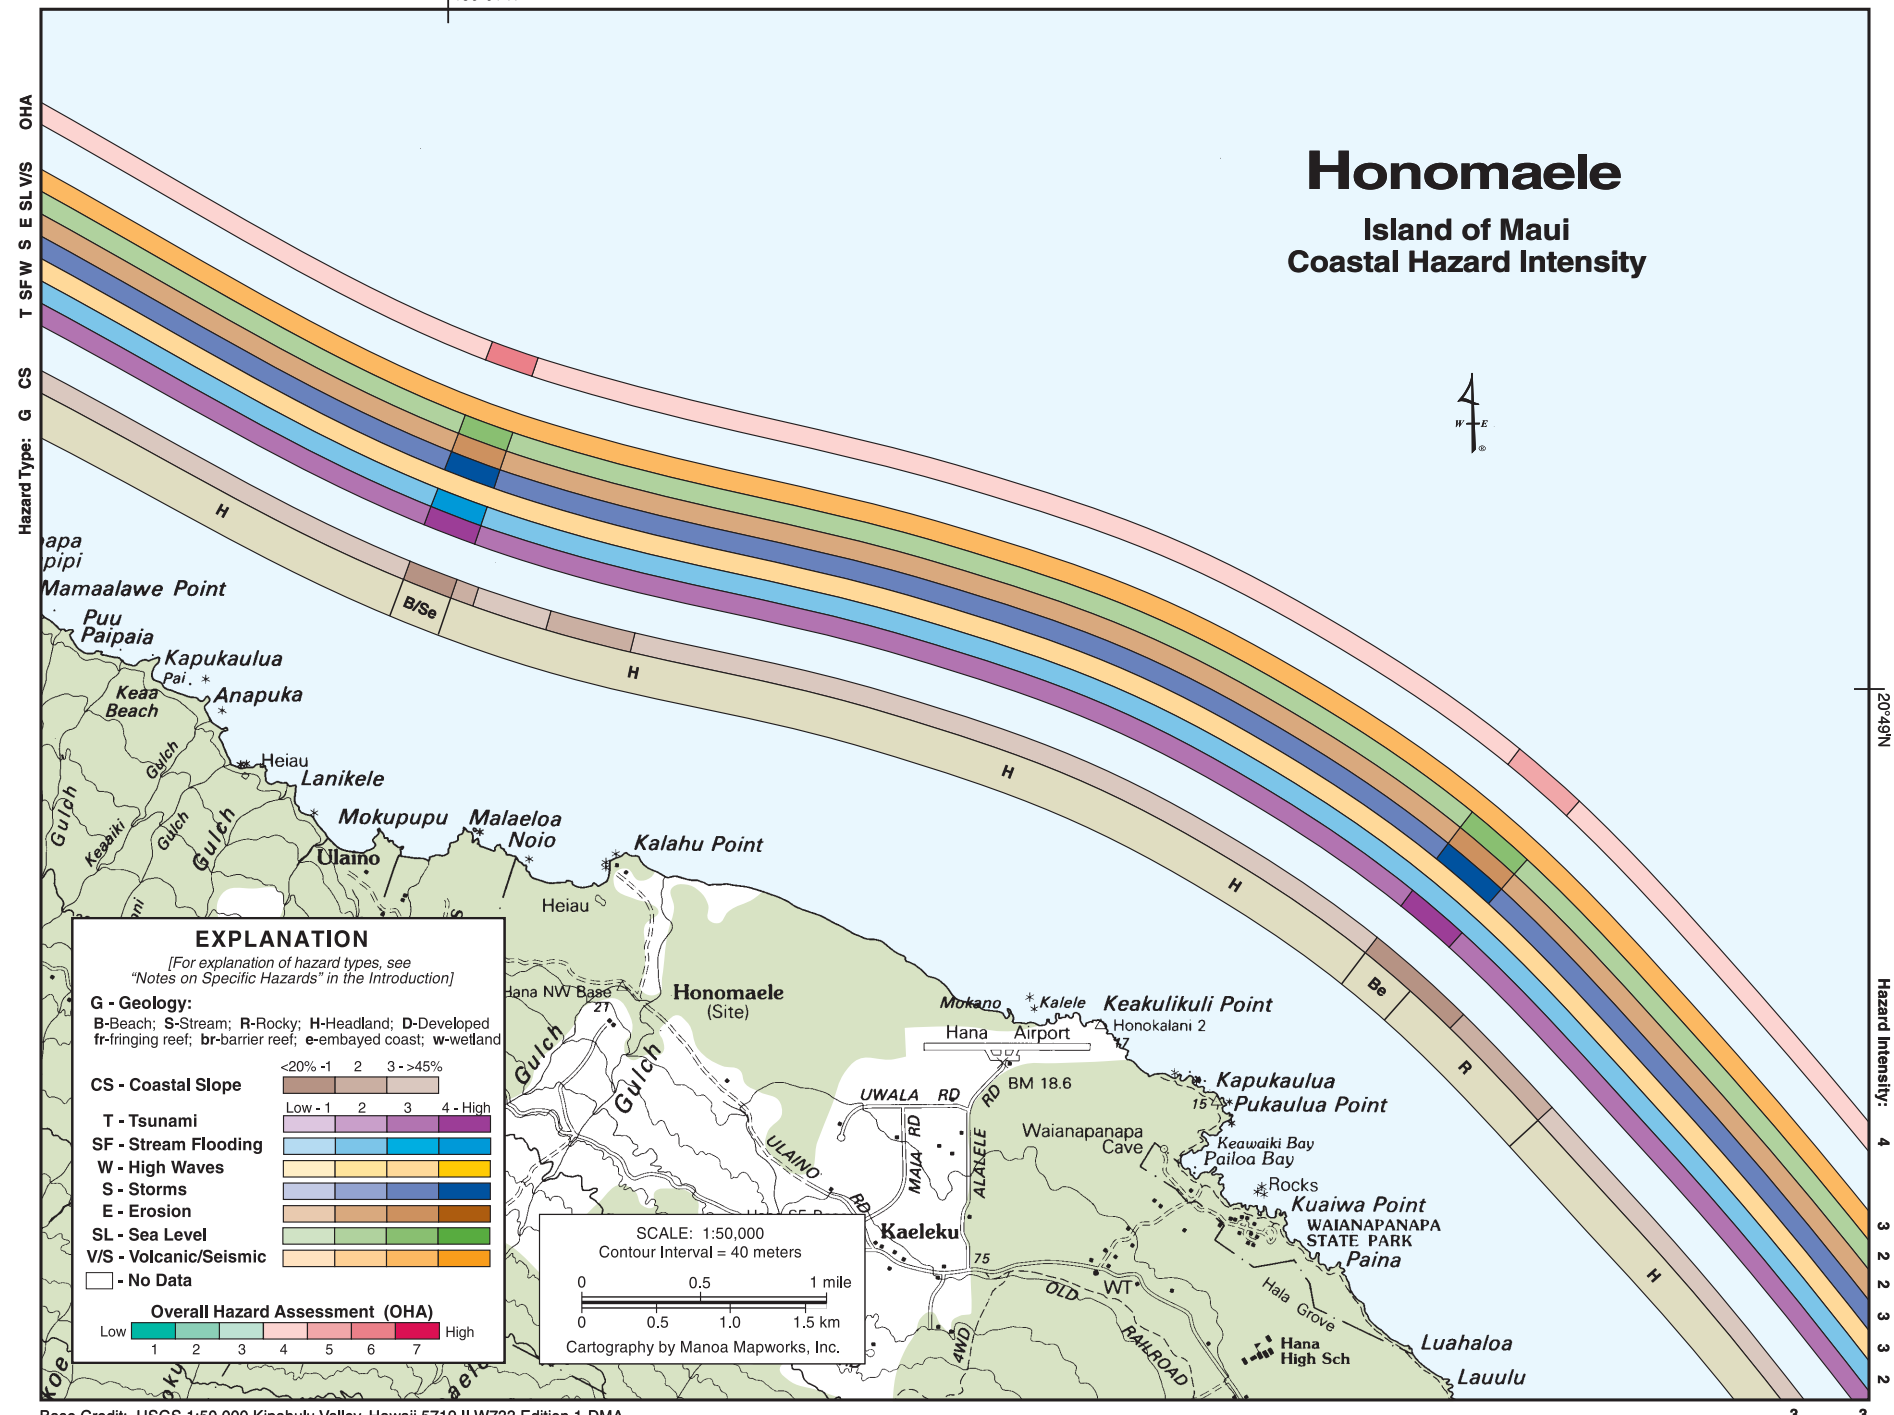 Honomaele
Island of Maui
Coastal Hazard Intensity
W E
®
20°49'N
Hazard Type: G CS T SF W S E SL V/S OHA
H
B/Se
H
H
H
Be
R
H
Hazard Intensity:
4
3
2
2
3
3
2
3
3
Mamaalawe Point
Puu
Paipaia
Kapukaulua
Pai
Keaa
Beach
Anapuka
Gulch
Heiau
Lanikele
Gulch
Keaaiki
Gulch
Gulch
Mokupupu
Malaeloa
Noio
Kalahu Point
Ulaino
Heiau
Hana NW Base
21
Honomaele
(Site)
Gulch
Gulch
Mokano
Kalele
Keakulikuli Point
Hana Airport
Honokalani 2
17
BM 18.6
Kapukaulua
15
Pukaulua Point
UWALA RD
RD
MAIA RD
ALALELE
Waianapanapa
Cave
Keawaiki Bay
Pailoa Bay
Rocks
Kuaiwa Point
WAIANAPANAPA
STATE PARK
Paina
ULAINO RD
Kaeleku
75
WT
OLD
RAILROAD
4WD
Hala Grove
Hana
High Sch
Luahaloa
Lauulu
EXPLANATION
[For explanation of hazard types, see
“Notes on Specific Hazards” in the Introduction]
G - Geology:
B-Beach; S-Stream; R-Rocky; H-Headland; D-Developed
fr-fringing reef; br-barrier reef; e-embayed coast; w-wetland
<20% -1 2 3 - >45%
CS - Coastal Slope
Low - 1 2 3 4 - High
T - Tsunami
SF - Stream Flooding
W - High Waves
S - Storms
E - Erosion
SL - Sea Level
V/S - Volcanic/Seismic
- No Data
Overall Hazard Assessment (OHA)
Low High
1 2 3 4 5 6 7
SCALE: 1:50,000
Contour Interval = 40 meters
0 0.5 1 mile
0 0.5 1.0 1.5 km
Cartography by Manoa Mapworks, Inc.